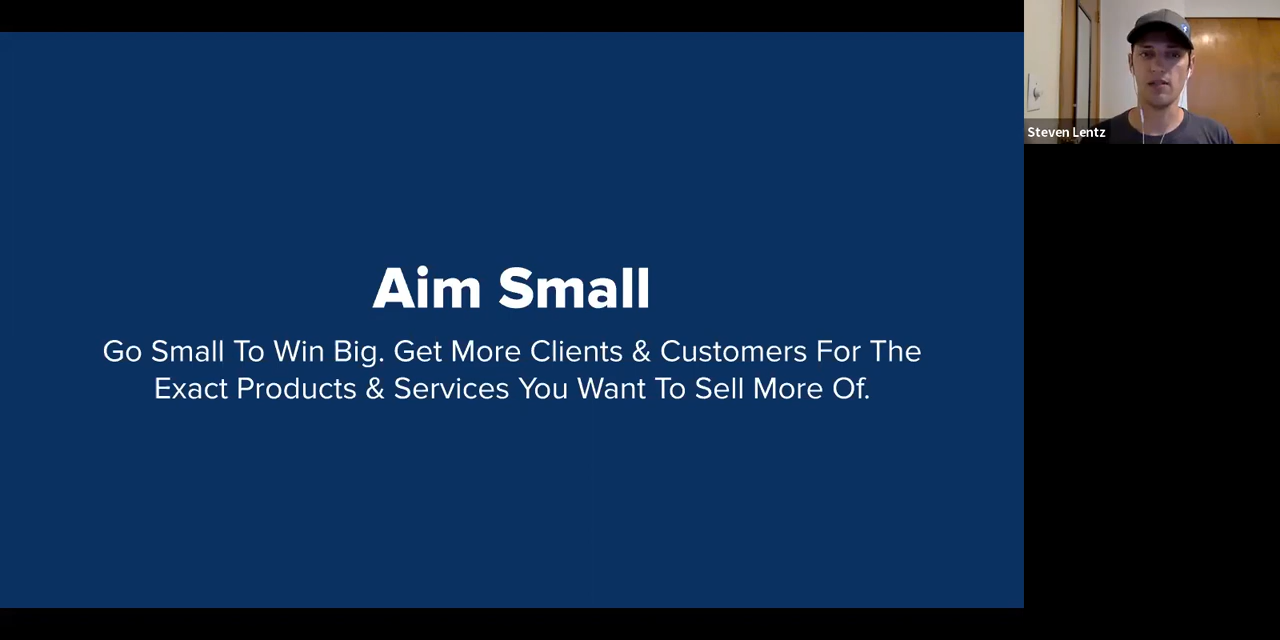 Aim Small
Go Small To Win Big. Get More Clients & Customers For The
Exact Products & Services You Want To Sell More Of.
Steven Lentz